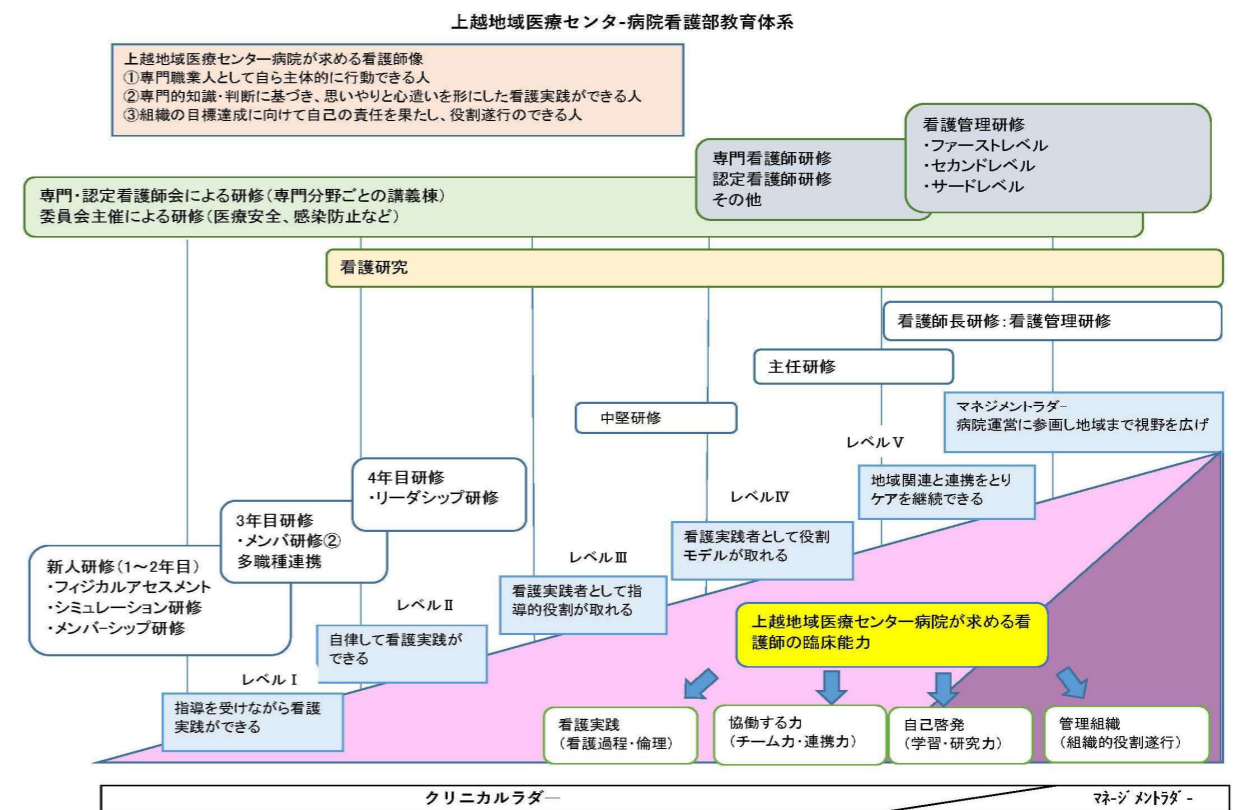 上越地域医療センタ-病院看護部教育体系
上越地域医療センター病院が求める看護師像
①専門職業人として自ら主体的に行動できる人
②専門的知識・判断に基づき、思いやりと心遣いを形にした看護実践ができる人
③組織の目標達成に向けて自己の責任を果たし、役割遂行のできる人
看護管理研修
・ファーストレベル
・セカンドレベル
・サードレベル
専門看護師研修
認定看護師研修
その他
専門・認定看護師会による研修(専門分野ごとの講義棟)
委員会主催による研修(医療安全、感染防止など)
看護研究
看護師長研修:看護管理研修
主任研修
中堅研修
マネジメントラダ-
病院運営に参画し地域まで視野を広げ
レベルⅤ
地域関連と連携をとり
ケアを継続できる
4年目研修
・リーダシップ研修
レベルⅣ
看護実践者として役割
モデルが取れる
3年目研修
・メンバ研修②
多職種連携
レベルⅢ
看護実践者として指
導的役割が取れる
新人研修(1~2年目)
・フィジカルアセスメント
・シミュレーション研修
・メンバ-シップ研修
レベルⅡ
自律して看護実践が
できる
レベルⅠ
指導を受けながら看護
実践ができる
上越地域医療センター病院が求める看
護師の臨床能力
看護実践
(看護過程・倫理)
協働する力
(チーム力・連携力)
自己啓発
(学習・研究力)
管理組織
(組織的役割遂行)
クリニカルラダ―
マネージメントラダ-